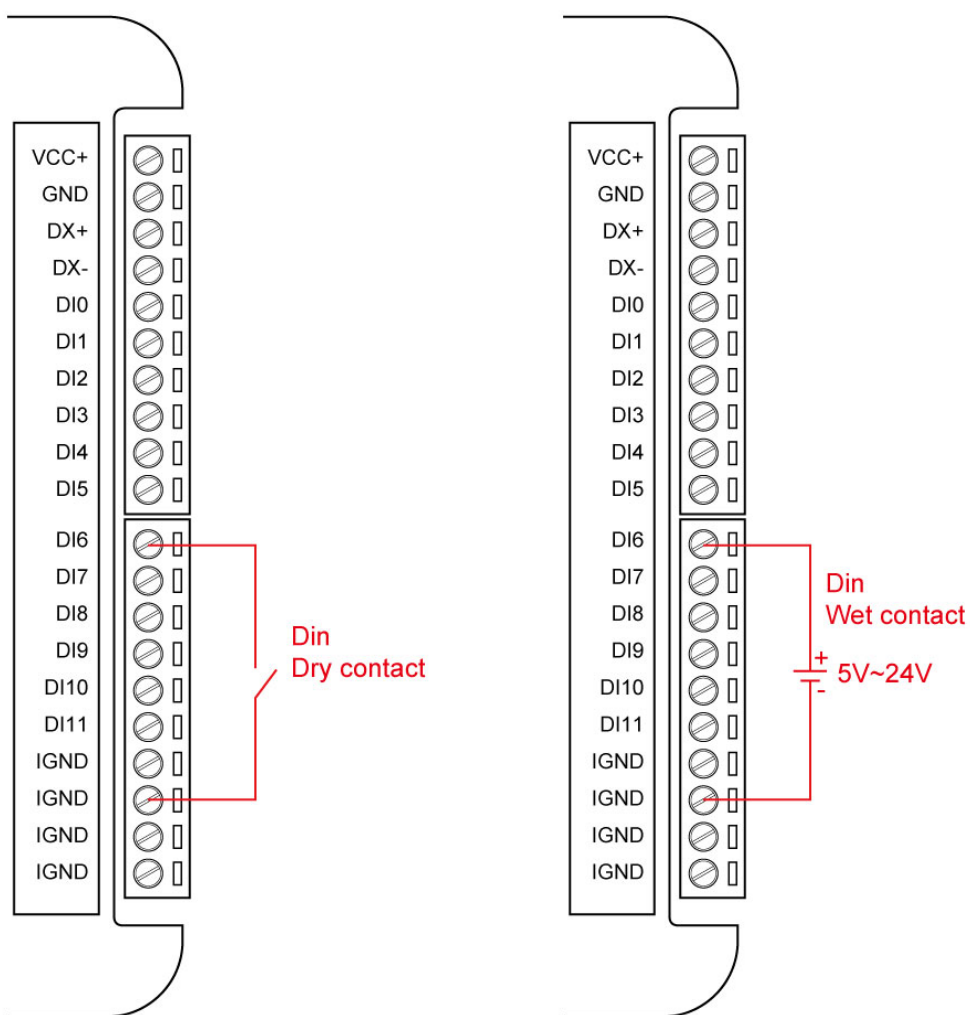 VCC+
GND
DX+
DX-
DI0
DI1
DI2
DI3
DI4
DI5
DI6
DI7
DI8
DI9
DI10
DI11
IGND
IGND
IGND
IGND
Din
Dry contact
VCC+
GND
DX+
DX-
DI0
DI1
DI2
DI3
DI4
DI5
DI6
DI7
DI8
DI9
DI10
DI11
IGND
IGND
IGND
IGND
Din
Wet contact
+
5V~24V
-